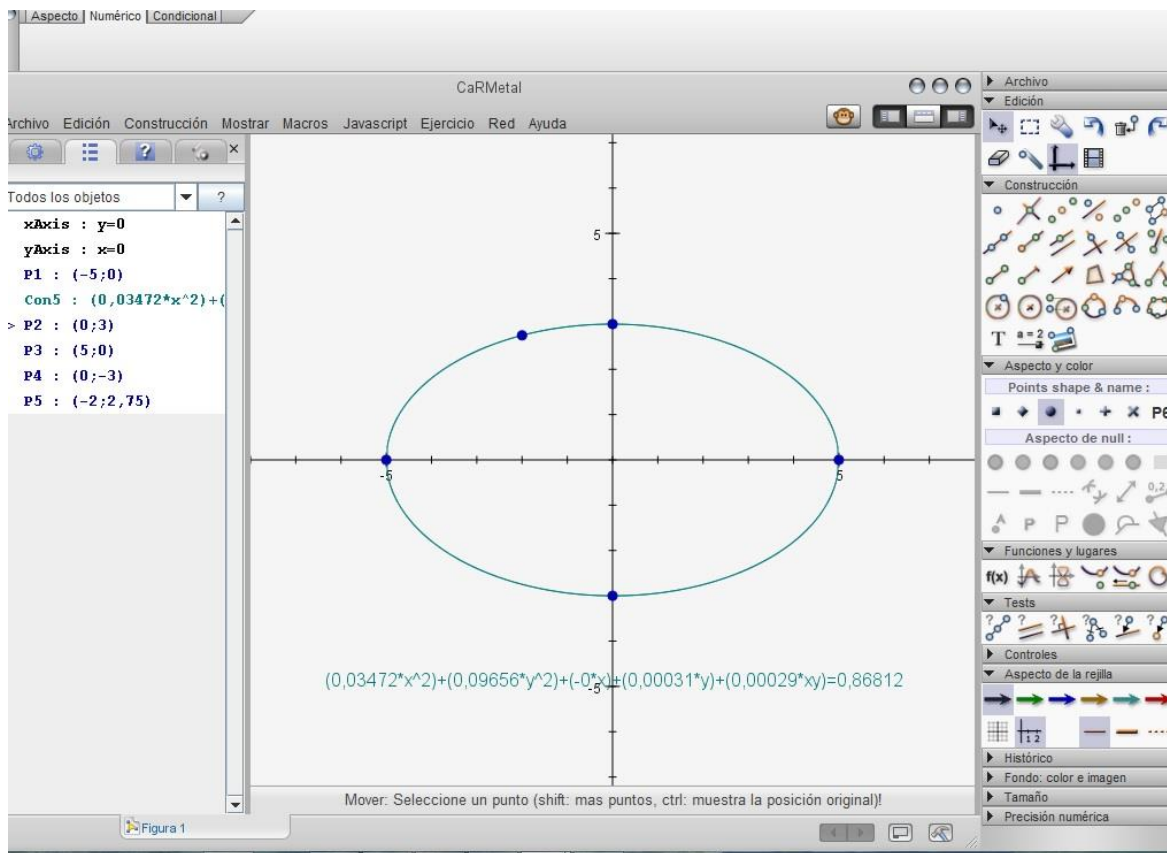 Aspecto Numérico Condicional
CaRMetal
Archivo Edición Construcción Mostrar Macros Javascript Ejercicio Red Ayuda
Todos los objetos ?
xAxis : y=0
yAxis : x=0
P1 : (-5;0)
Con5 : (0,03472*x^2)+(
> P2 : (0;3)
P3 : (5;0)
P4 : (0;-3)
P5 : (-2;2,75)
5
-5
5
-5
(0,03472*x^2)+(0,09656*y^2)+(-0*x)+(0,00031*y)+(0,00029*xy)=0,86812
Mover: Seleccione un punto (shift: mas puntos, ctrl: muestra la posición original)!
Figura 1
Archivo
Edición
Construcción
T a=2
Aspecto y color
Points shape & name :
Aspecto de null :
P P
Funciones y lugares
f(x)
Tests
Controles
Aspecto de la rejilla
1 2
Histórico
Fondo: color e imagen
Tamaño
Precisión numérica